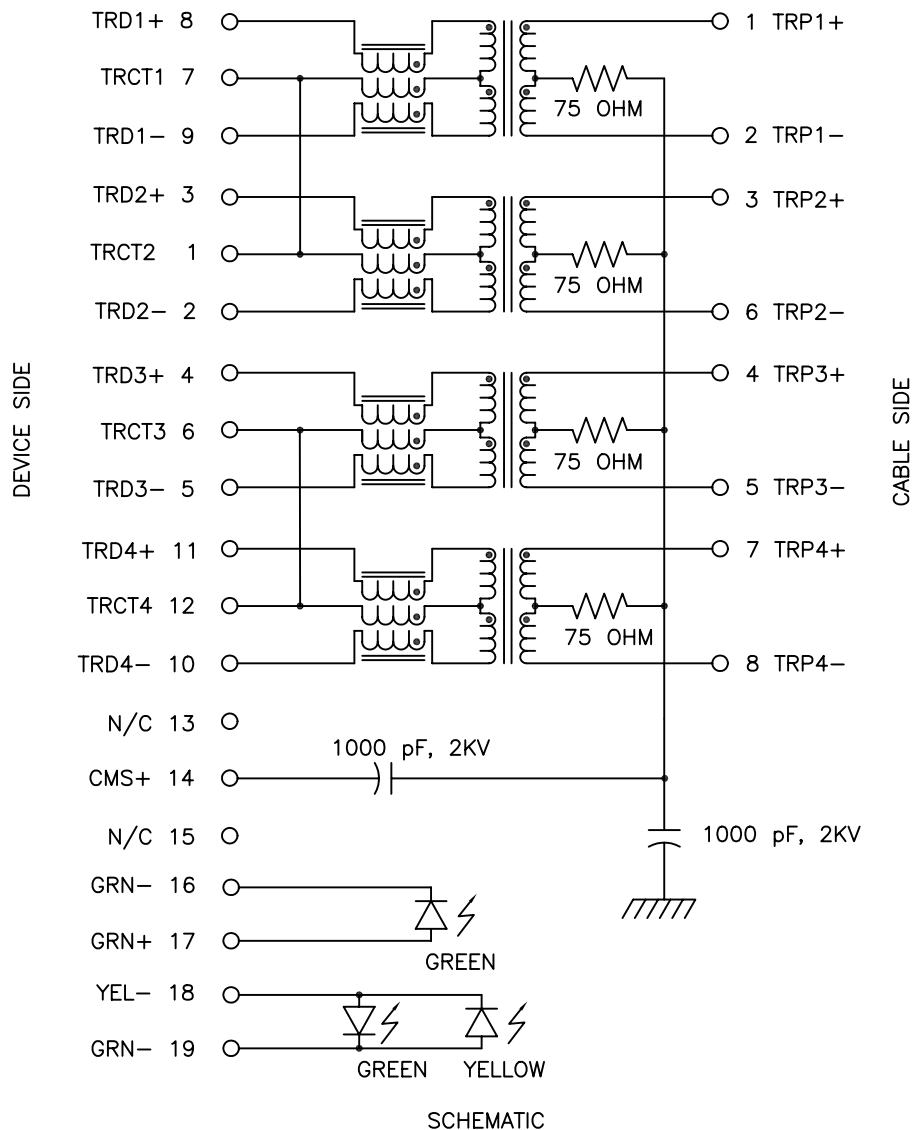 TRD1+ 8
1 TRP1+
TRCT1 7
75 OHM
TRD1− 9
2 TRP1−
TRD2+ 3
3 TRP2+
TRCT2 1
75 OHM
TRD2− 2
6 TRP2−
DEVICE SIDE
TRD3+ 4
4 TRP3+
CABLE SIDE
TRCT3 6
75 OHM
TRD3− 5
5 TRP3−
TRD4+ 11
7 TRP4+
TRCT4 12
75 OHM
TRD4− 10
8 TRP4−
N/C 13
1000 pF, 2KV
CMS+ 14
N/C 15
1000 pF, 2KV
GRN− 16
GRN+ 17
GREEN
YEL− 18
GRN− 19
GREEN YELLOW
SCHEMATIC